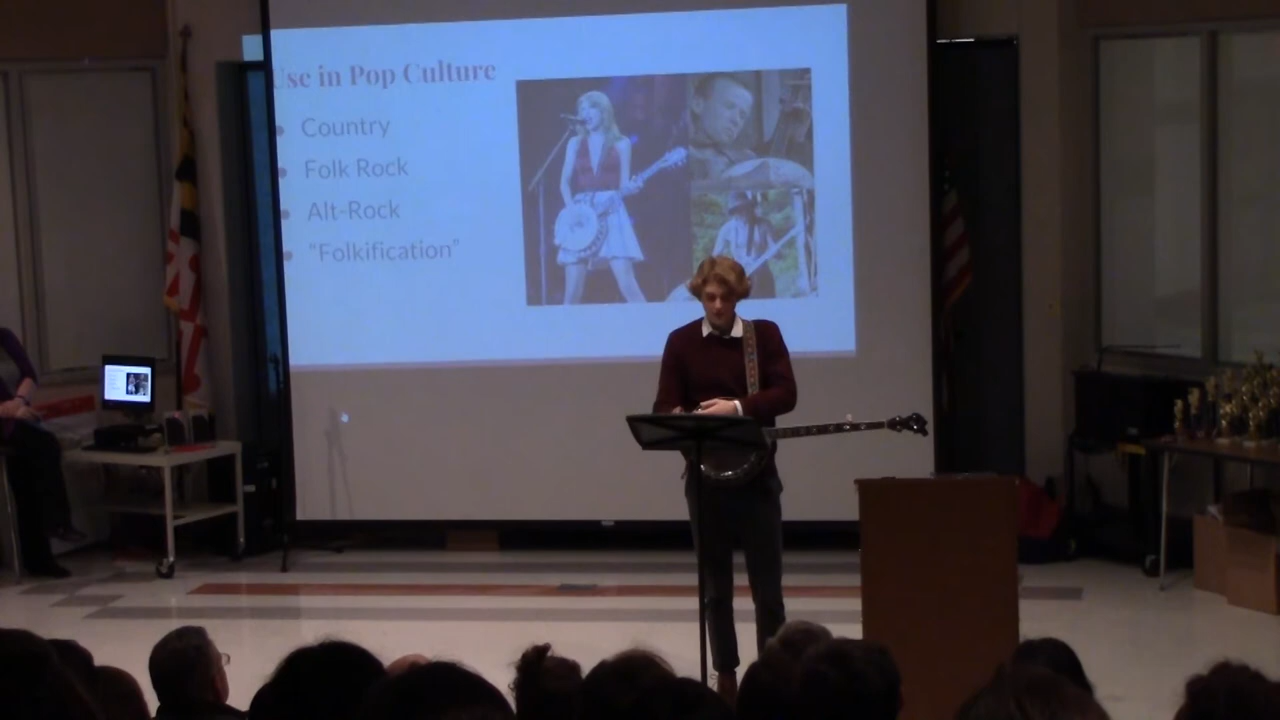 Use in Pop Culture
Country
Folk Rock
Alt-Rock
"Folkification"